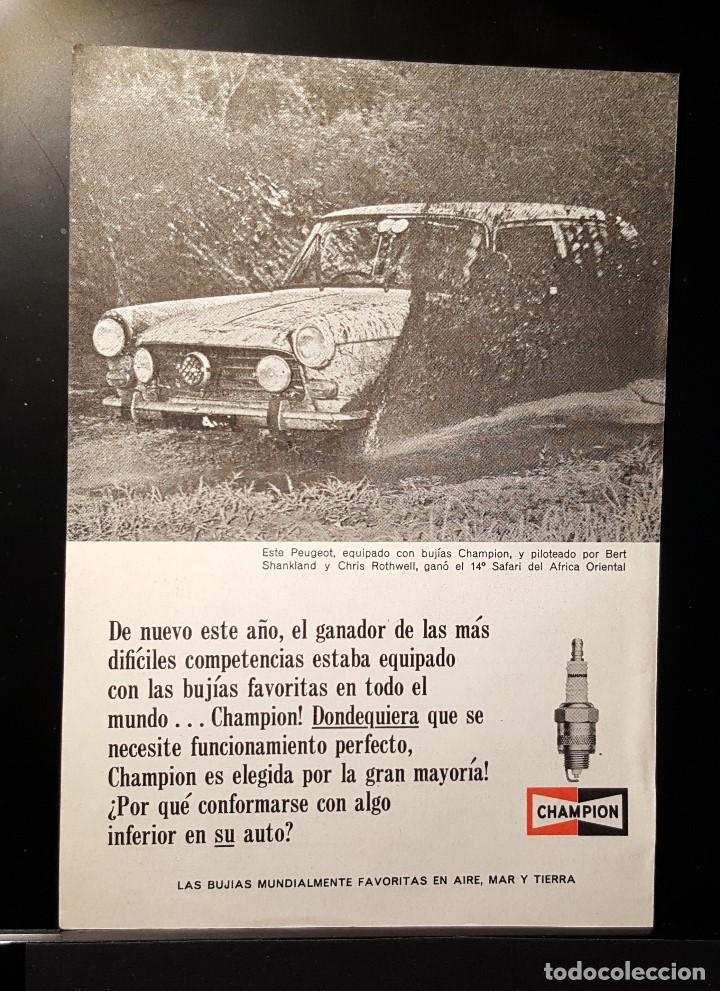 Este Peugeot, equipado con bujías Champion, y piloteado por Bert
Shankland y Chris Rothwell, ganó el 14º Safari del Africa Oriental
De nuevo este año, el ganador de las más
difíciles competencias estaba equipado
con las bujías favoritas en todo el
mundo . . . Champion! Dondequiera que se
necesite funcionamiento perfecto,
Champion es elegida por la gran mayoría!
¿Por qué conformarse con algo
inferior en su auto?
CHAMPION
CHAMPION
LAS BUJIAS MUNDIALMENTE FAVORITAS EN AIRE, MAR Y TIERRA
todocoleccion